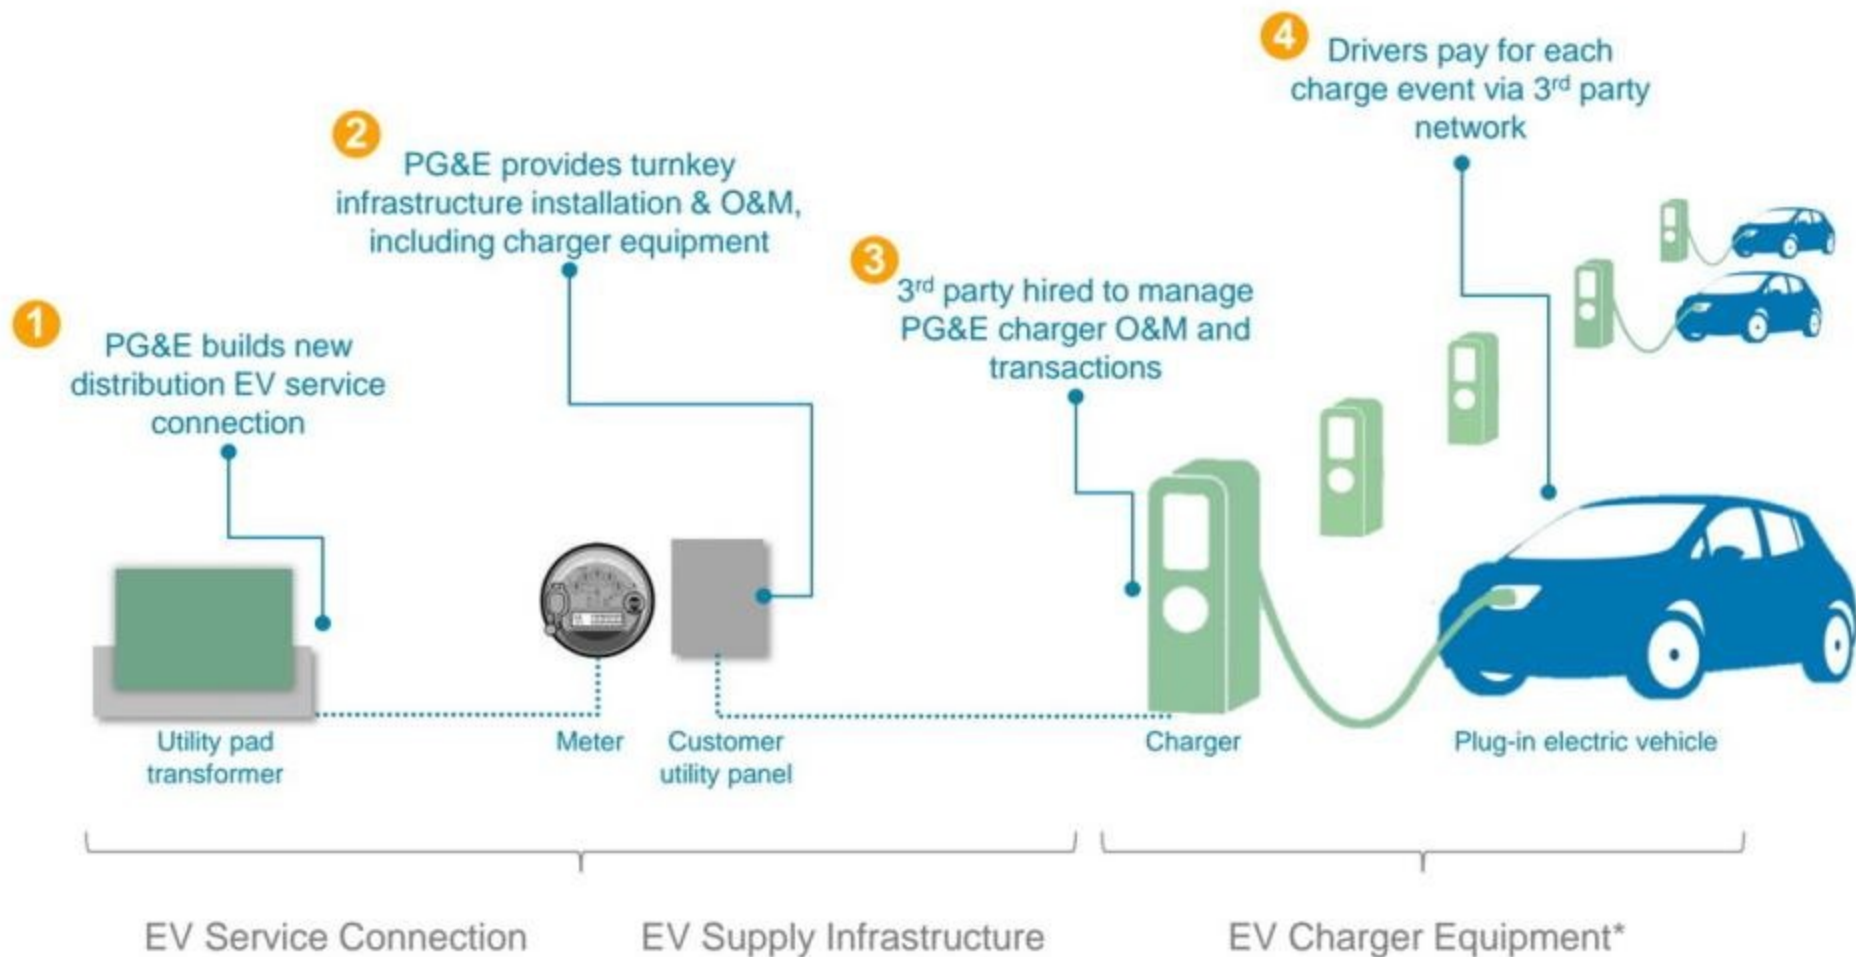 1
PG&E builds new
distribution EV service
connection
2
PG&E provides turnkey
infrastructure installation & O&M,
including charger equipment
3
3rd party hired to manage
PG&E charger O&M and
transactions
4
Drivers pay for each
charge event via 3rd party
network
Utility pad
transformer
Meter
Customer
utility panel
Charger
Plug-in electric vehicle
EV Service Connection
EV Supply Infrastructure
EV Charger Equipment*